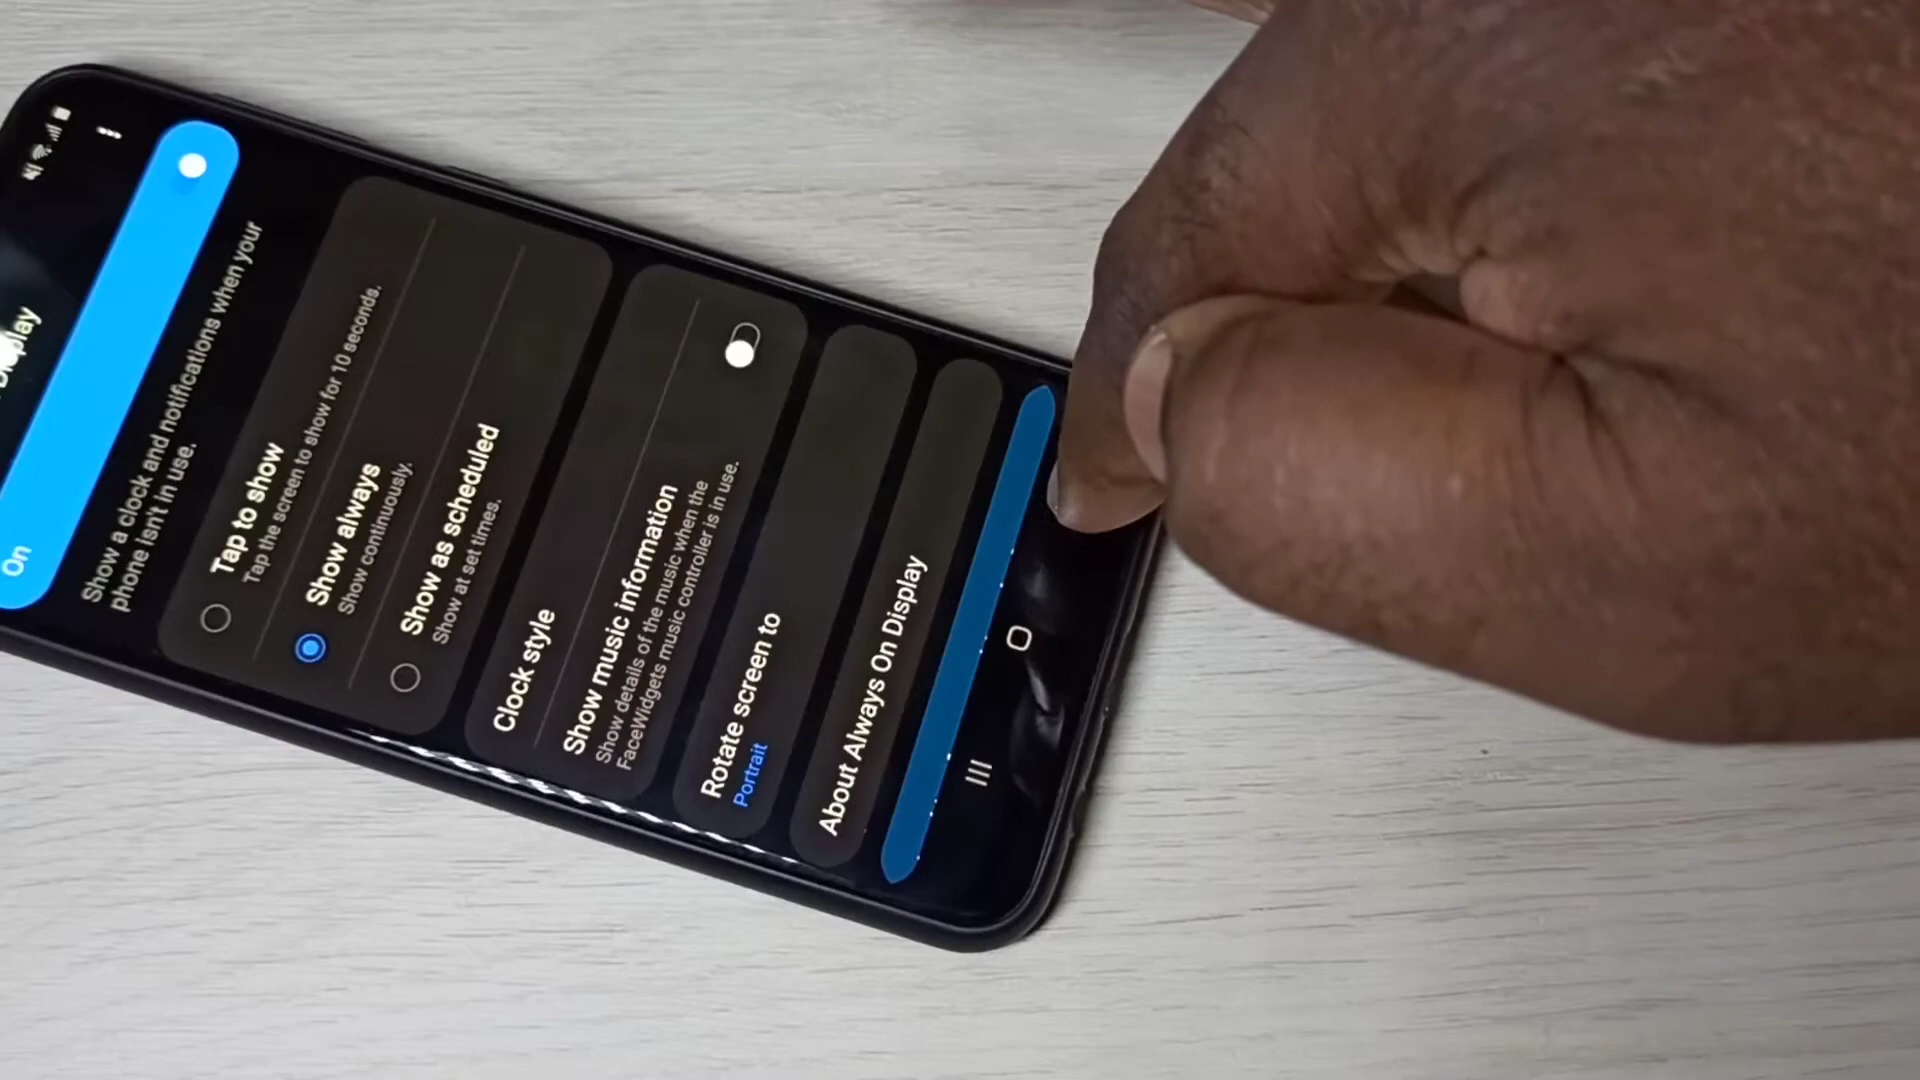 Display
On
Show a clock and notifications when your
phone isn't in use.
Tap to show
Tap the screen to show for 10 seconds.
Show always
Show continuously.
Show as scheduled
Show at set times.
Clock style
Show music information
Show details of the music when the
FaceWidgets music controller is in use.
Rotate screen to
Portrait
About Always On Display